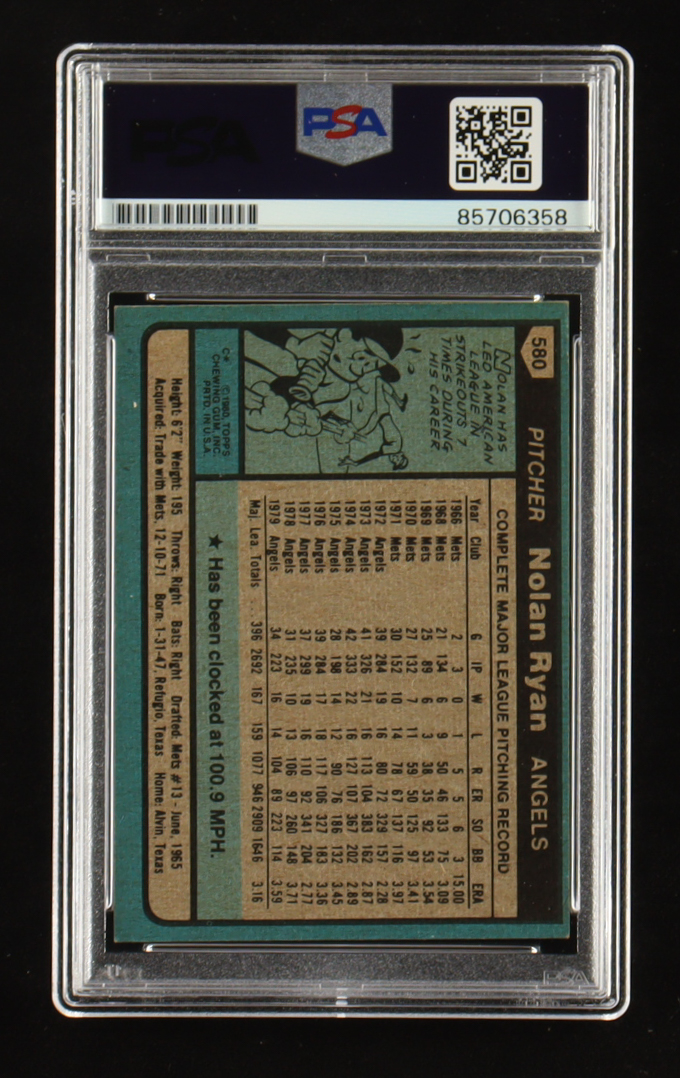 PSA
PSA
85706358
580 PITCHER Nolan Ryan ANGELS
NOLAN HAS
LED AMERICAN
LEAGUE IN
STRIKEOUTS 7
TIMES DURING
HIS CAREER
C* ©1980, TOPPS
CHEWING GUM, INC.
PRTD. IN U.S.A.
COMPLETE MAJOR LEAGUE PITCHING RECORD
Year Club G IP W L R ER SO BB ERA
1966 Mets 2 3 0 1 5 5 6 3 15.00
1968 Mets 21 134 6 9 50 46 133 75 3.09
1969 Mets 25 89 6 3 38 35 92 53 3.54
1970 Mets 27 132 7 11 59 50 125 97 3.41
1971 Mets 30 152 10 14 78 67 137 116 3.97
1972 Angels 39 284 19 16 80 72 329 157 2.28
1973 Angels 41 326 21 16 113 104 383 162 2.87
1974 Angels 42 333 22 16 127 107 367 202 2.89
1975 Angels 28 198 14 12 90 76 186 132 3.45
1976 Angels 39 284 17 18 117 106 327 183 3.36
1977 Angels 37 299 19 16 110 92 341 204 2.77
1978 Angels 31 235 10 13 106 97 260 148 3.71
1979 Angels 34 223 16 14 104 89 223 114 3.59
Maj. Lea. Totals ... 396 2692 167 159 1077 946 2909 1646 3.16
★ Has been clocked at 100.9 MPH.
Height: 6'2" Weight: 195 Throws: Right Bats: Right Drafted: Mets #13 - June, 1965
Acquired: Trade with Mets, 12-10-71 Born: 1-31-47, Refugio, Texas Home: Alvin, Texas
PSA